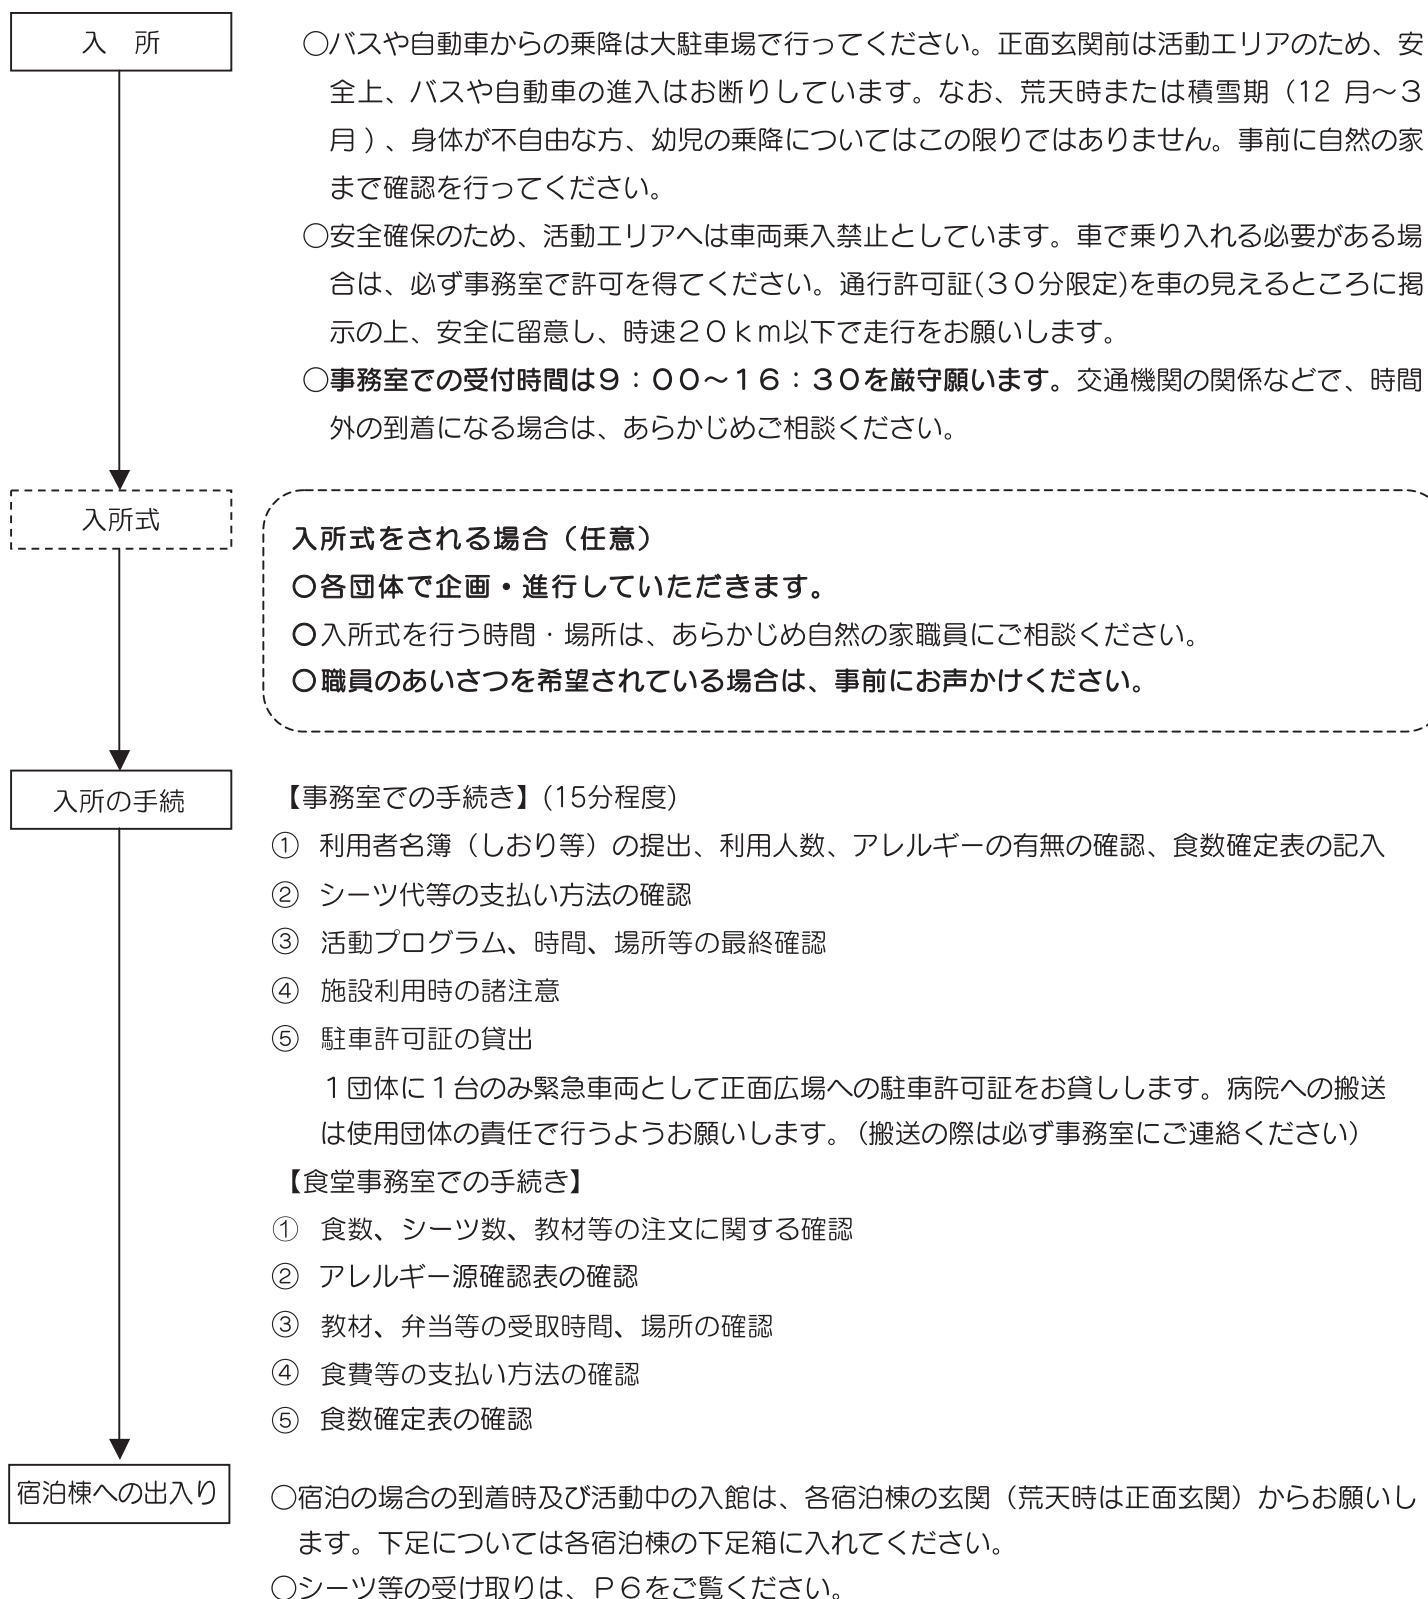 入　所
○バスや自動車からの乗降は大駐車場で行ってください。正面玄関前は活動エリアのため、安
全上、バスや自動車の進入はお断りしています。なお、荒天時または積雪期（12 月～３
月 ）、身体が不自由な方、幼児の乗降についてはこの限りではありません。事前に自然の家
まで確認を行ってください。
○安全確保のため、活動エリアへは車両乗入禁止としています。車で乗り入れる必要がある場
合は、必ず事務室で許可を得てください。通行許可証(３０分限定)を車の見えるところに掲
示の上、安全に留意し、時速２０ｋｍ以下で走行をお願いします。
○事務室での受付時間は９：００～１６：３０を厳守願います。交通機関の関係などで、時間
外の到着になる場合は、あらかじめご相談ください。
入所式
入所式をされる場合（任意）
○各団体で企画・進行していただきます。
○入所式を行う時間・場所は、あらかじめ自然の家職員にご相談ください。
○職員のあいさつを希望されている場合は、事前にお声かけください。
入所の手続
【事務室での手続き】(15分程度)
① 利用者名簿（しおり等）の提出、利用人数、アレルギーの有無の確認、食数確定表の記入
② シーツ代等の支払い方法の確認
③ 活動プログラム、時間、場所等の最終確認
④ 施設利用時の諸注意
⑤ 駐車許可証の貸出
１団体に１台のみ緊急車両として正面広場への駐車許可証をお貸しします。病院への搬送
は使用団体の責任で行うようお願いします。（搬送の際は必ず事務室にご連絡ください）
【食堂事務室での手続き】
① 食数、シーツ数、教材等の注文に関する確認
② アレルギー源確認表の確認
③ 教材、弁当等の受取時間、場所の確認
④ 食費等の支払い方法の確認
⑤ 食数確定表の確認
宿泊棟への出入り
○宿泊の場合の到着時及び活動中の入館は、各宿泊棟の玄関（荒天時は正面玄関）からお願いし
ます。下足については各宿泊棟の下足箱に入れてください。
○シーツ等の受け取りは、Ｐ６をご覧ください。